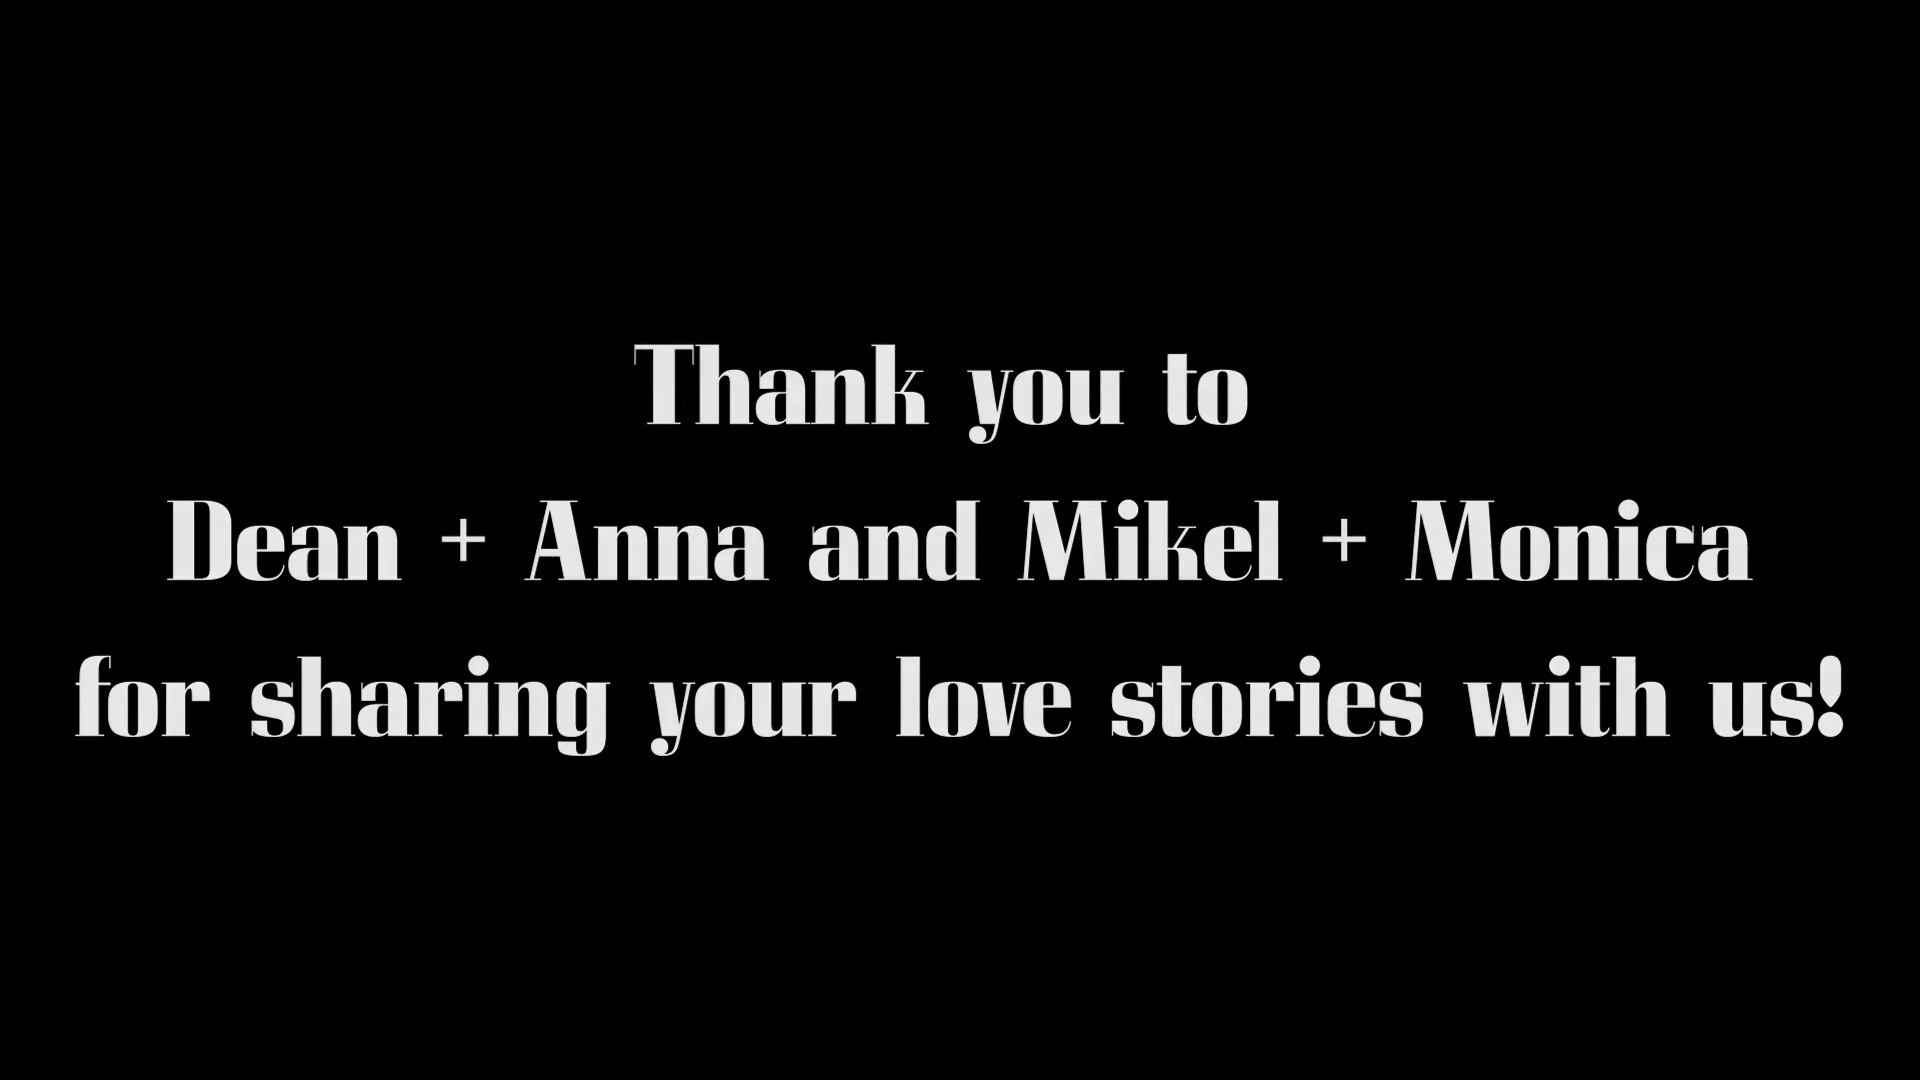 Thank you to
Dean + Anna and Mikel + Monica
for sharing your love stories with us!